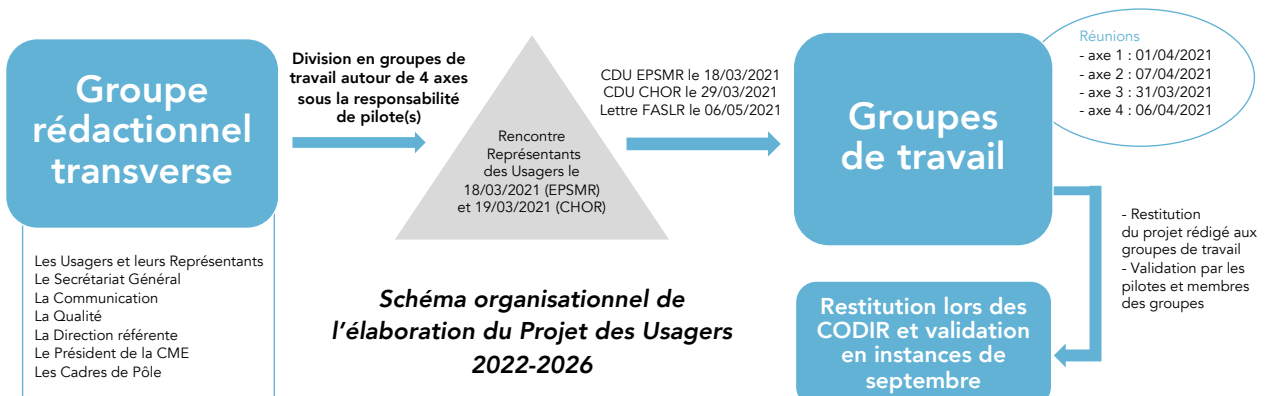 Groupe
rédactionnel
transverse
Les Usagers et leurs Représentants
Le Secrétariat Général
La Communication
La Qualité
La Direction référente
Le Président de la CME
Les Cadres de Pôle
Division en groupes de
travail autour de 4 axes
sous la responsabilité
de pilote(s)
Rencontre
Représentants
des Usagers le
18/03/2021 (EPSMR)
et 19/03/2021 (CHOR)
CDU EPSMR le 18/03/2021
CDU CHOR le 29/03/2021
Lettre FASLR le 06/05/2021
Groupes
de travail
Réunions
- axe 1 : 01/04/2021
- axe 2 : 07/04/2021
- axe 3 : 31/03/2021
- axe 4 : 06/04/2021
- Restitution
du projet rédigé aux
groupes de travail
- Validation par les
pilotes et membres
des groupes
Restitution lors des
CODIR et validation
en instances de
septembre
Schéma organisationnel de
l'élaboration du Projet des Usagers
2022-2026